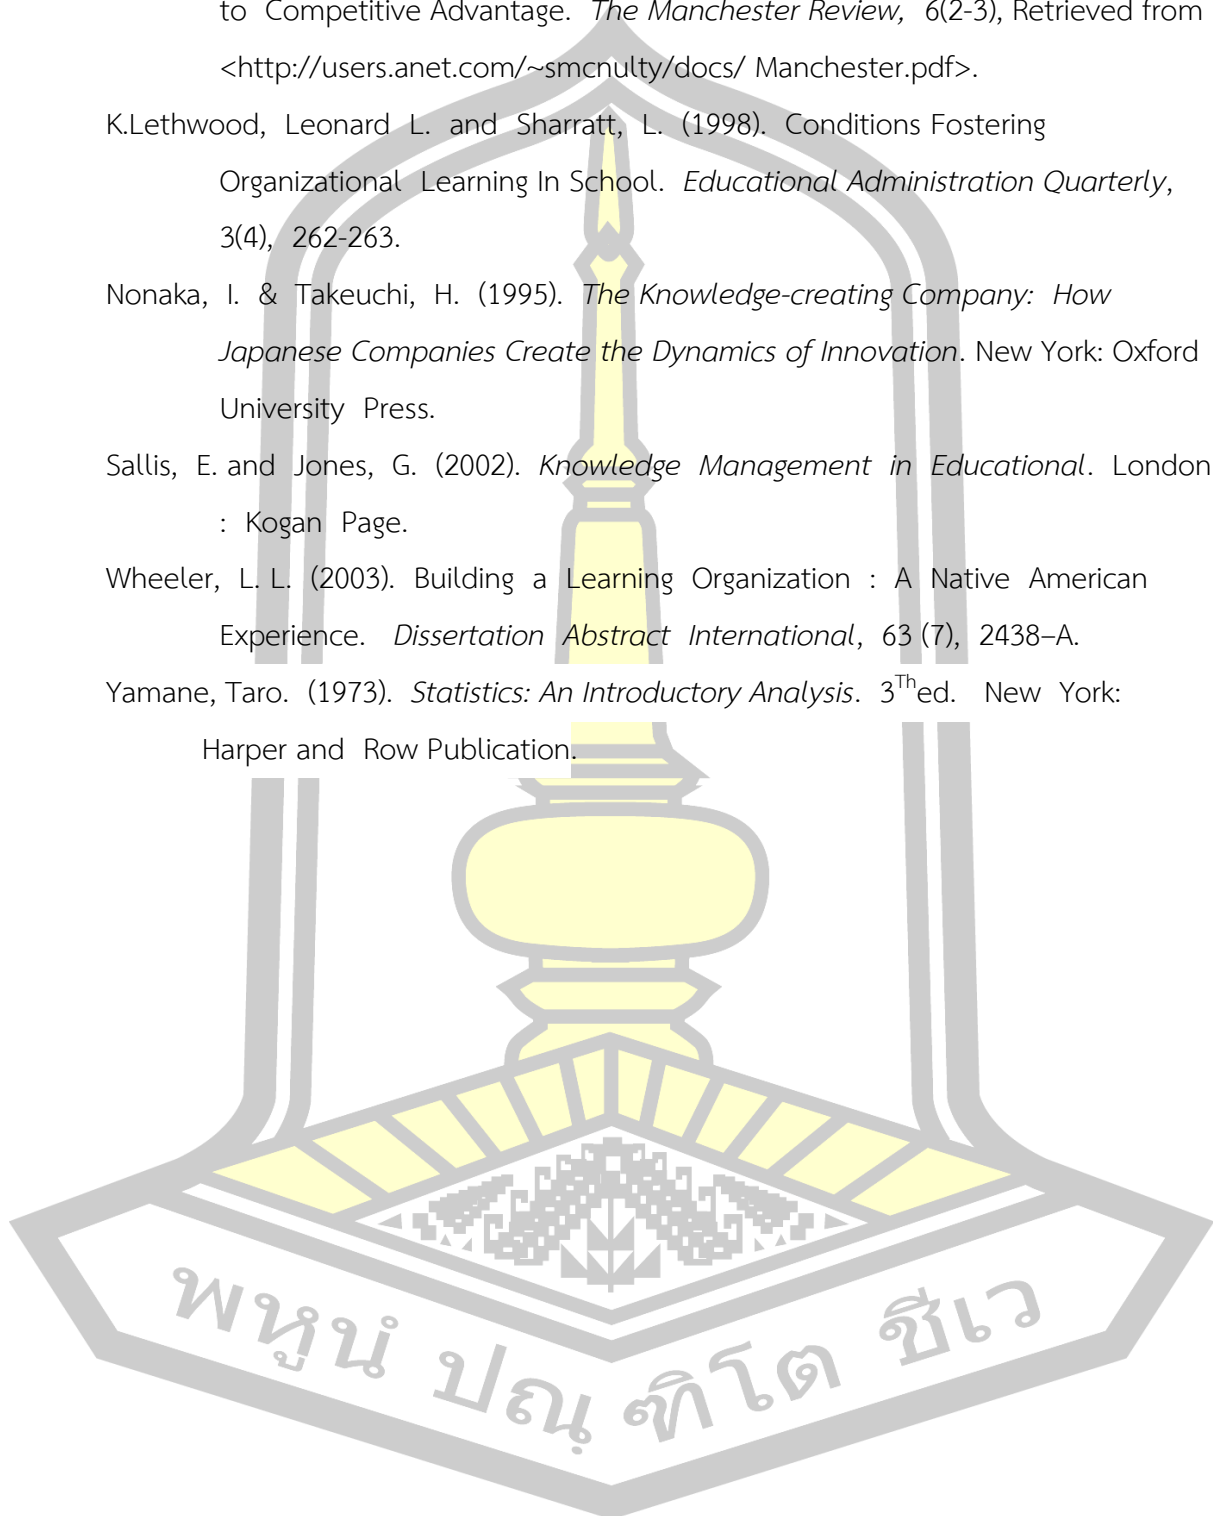 to Competitive Advantage. The Manchester Review, 6(2-3), Retrieved from
<http://users.anet.com/~smcnulty/docs/ Manchester.pdf>.
K.Lethwood, Leonard L. and Sharratt, L. (1998). Conditions Fostering
Organizational Learning In School. Educational Administration Quarterly,
3(4), 262-263.
Nonaka, I. & Takeuchi, H. (1995). The Knowledge-creating Company: How
Japanese Companies Create the Dynamics of Innovation. New York: Oxford
University Press.
Sallis, E. and Jones, G. (2002). Knowledge Management in Educational. London
: Kogan Page.
Wheeler, L. L. (2003). Building a Learning Organization : A Native American
Experience. Dissertation Abstract International, 63 (7), 2438–A.
Yamane, Taro. (1973). Statistics: An Introductory Analysis. 3Thed. New York:
Harper and Row Publication.
พหูนํ ปณฺฑิโต ชีเว